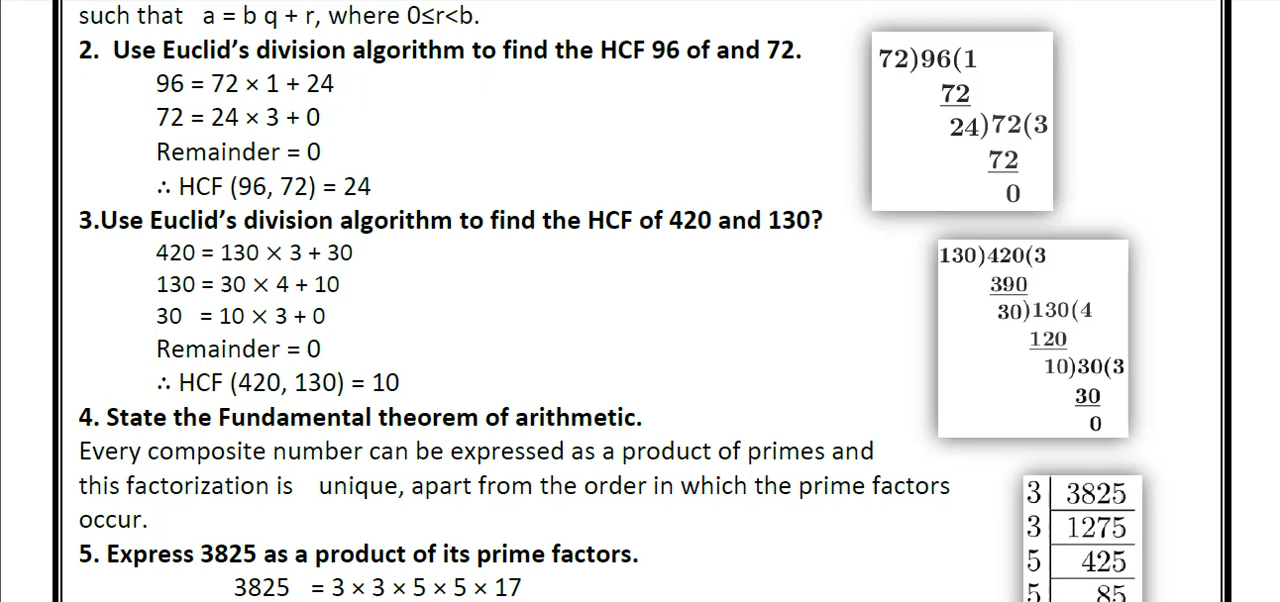 such that a = b q + r, where 0≤r<b.
2. Use Euclid's division algorithm to find the HCF 96 of and 72.
96 = 72 × 1 + 24
72 = 24 × 3 + 0
Remainder = 0
∴ HCF (96, 72) = 24
72)96(1
72
24)72(3
72
0
3.Use Euclid's division algorithm to find the HCF of 420 and 130?
420 = 130 × 3 + 30
130 = 30 × 4 + 10
30 = 10 × 3 + 0
Remainder = 0
∴ HCF (420, 130) = 10
130)420(3
390
30)130(4
120
10)30(3
30
0
4. State the Fundamental theorem of arithmetic.
Every composite number can be expressed as a product of primes and
this factorization is unique, apart from the order in which the prime factors
occur.
5. Express 3825 as a product of its prime factors.
3825 = 3 × 3 × 5 × 5 × 17
3 3825
3 1275
5 425
5 85